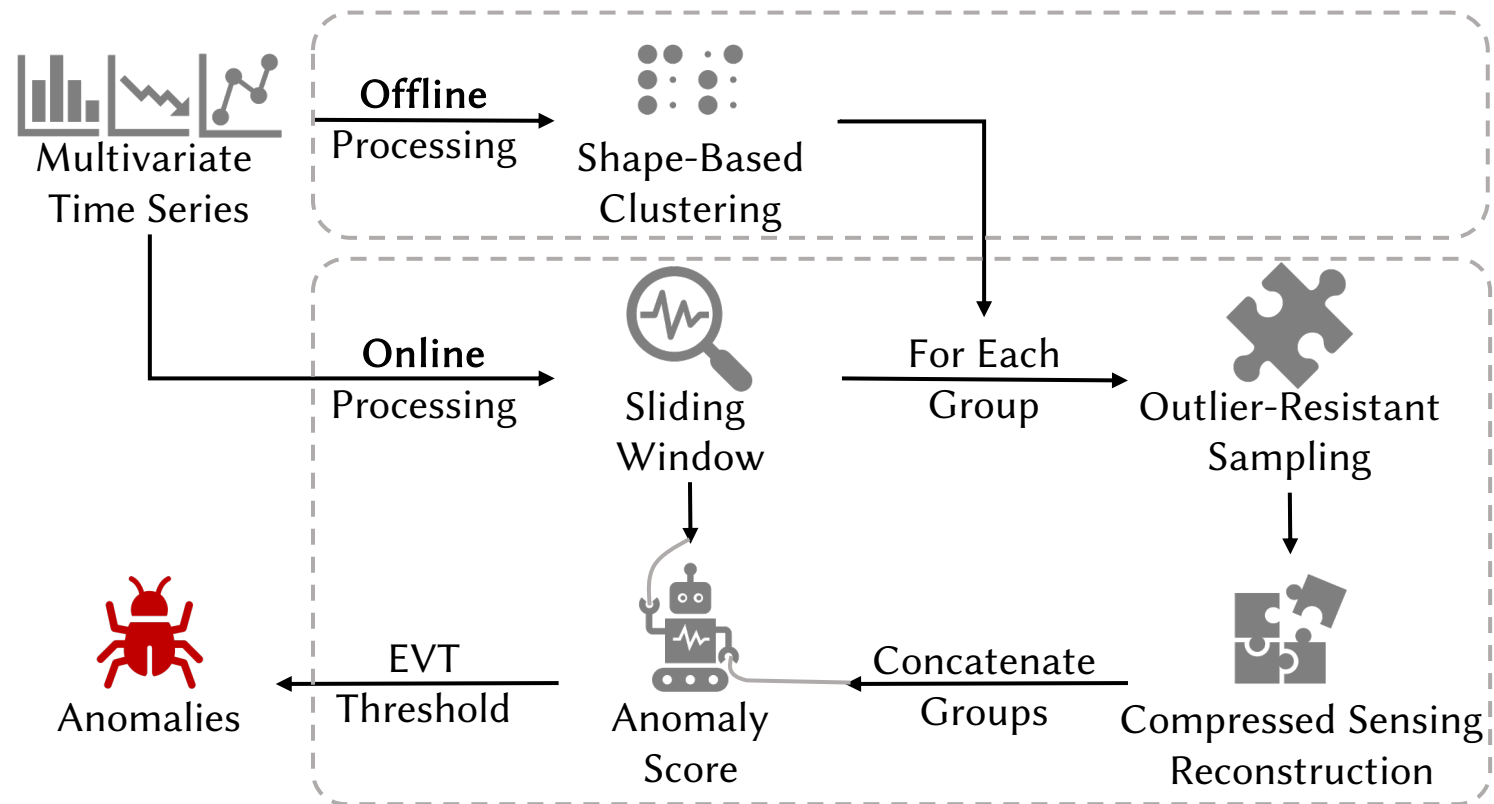 Multivariate
Time Series
Offline
Processing
Shape-Based
Clustering
Online
Processing
Sliding
Window
For Each
Group
Outlier-Resistant
Sampling
Anomalies
EVT
Threshold
Anomaly
Score
Concatenate
Groups
Compressed Sensing
Reconstruction